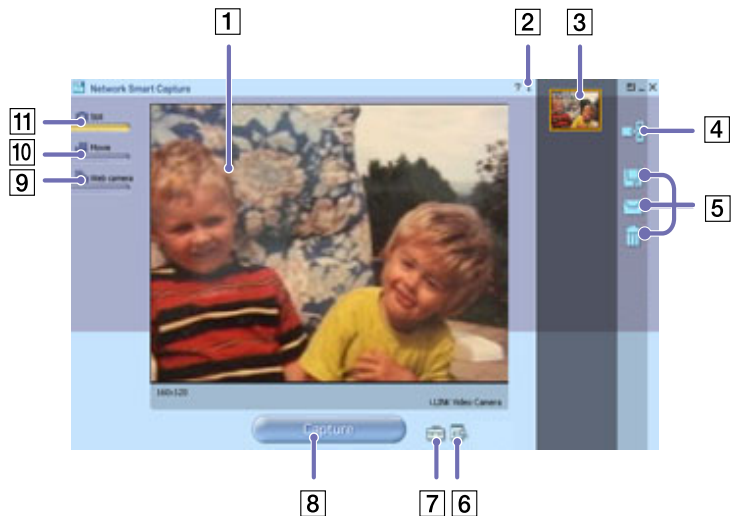 1
2
3
Network Smart Capture
?
4
11
Still
10
Movie
9
Web camera
5
160x120
i.LINK Video Camera
Capture
8
7
6